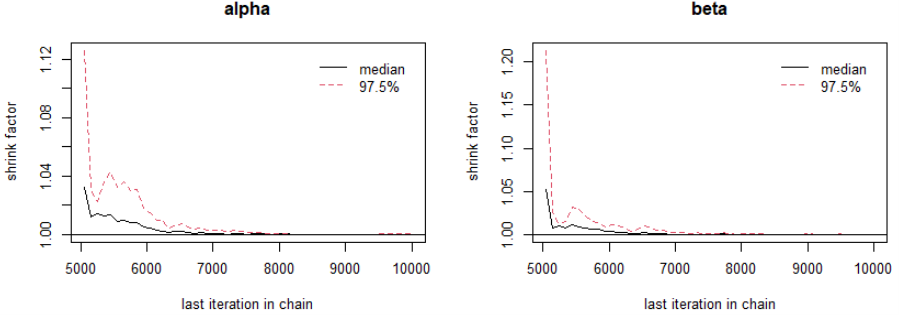 alpha
shrink factor
1.00
1.04
1.08
1.12
median
97.5%
5000 6000 7000 8000 9000 10000
last iteration in chain
beta
shrink factor
1.00
1.05
1.10
1.15
1.20
median
97.5%
5000 6000 7000 8000 9000 10000
last iteration in chain